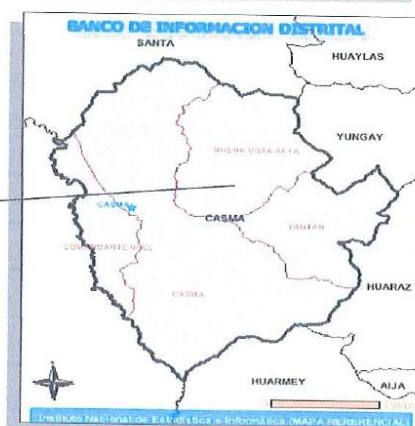 BANCO DE INFORMACION DISTRITAL
SANTA
HUAYLAS
YUNGAY
BUENA VISTA ALTA
CASMA
CASMA
YAUTAN
COMANDANTE NOEL
CASMA
HUARAZ
HUARMEY
AIJA
Instituto Nacional de Estadística e Informática (MAPA REFERENCIAL)